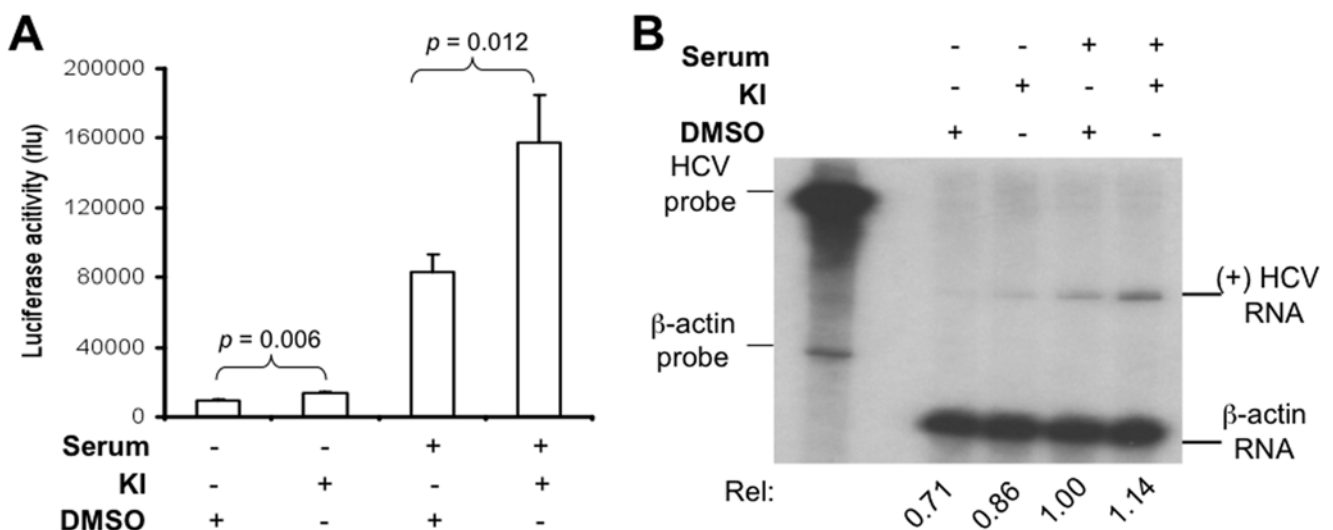 A
p = 0.012
200000
160000
120000
80000
40000
0
Luciferase acitivity (rlu)
p = 0.006
Serum - - + +
KI - + - +
DMSO + - + -
B
Serum - - + +
KI - + - +
DMSO + - + -
HCV
probe
β-actin
probe
(+) HCV
RNA
β-actin
RNA
Rel: 0.71 0.86 1.00 1.14